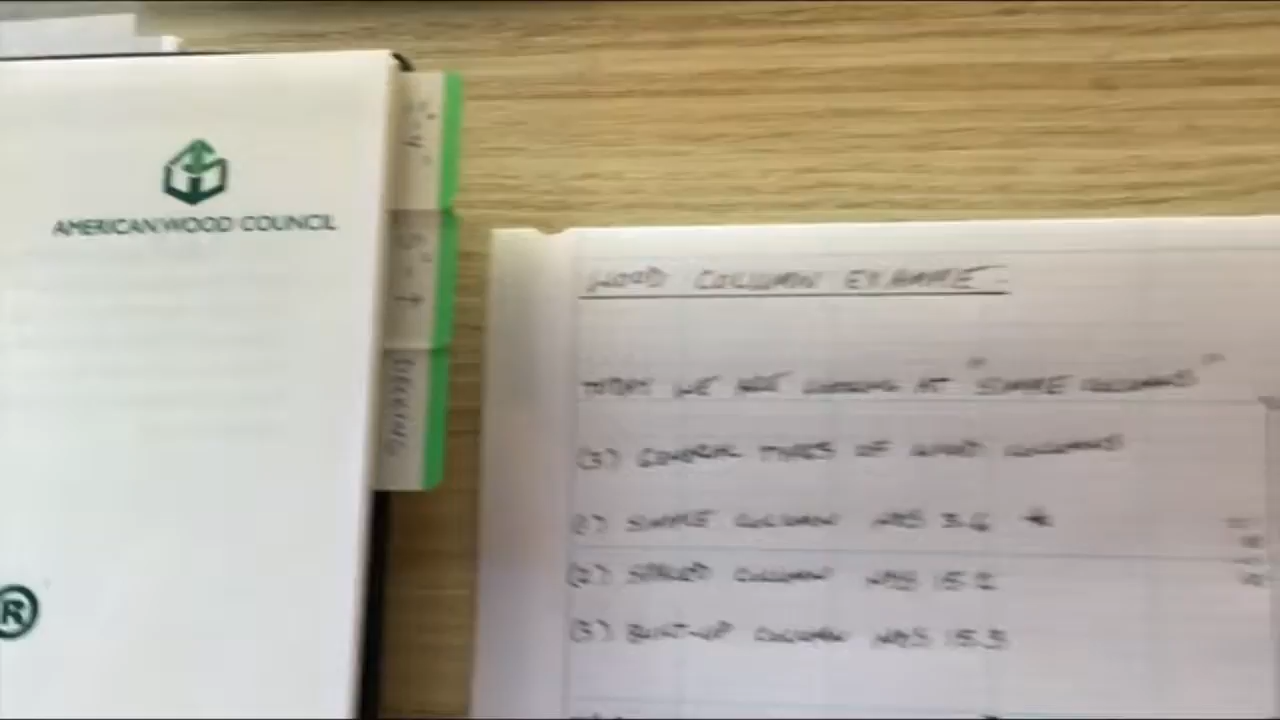 AMERICAN WOOD COUNCIL
®
WOOD COLUMN EXAMPLE:
TODAY WE ARE LOOKING AT "SIMPLE COLUMNS"
(3) GENERAL TYPES OF WOOD COLUMNS
(1) SIMPLE COLUMN NDS 3.6
(2) SPACED COLUMN NDS 15.2
(3) BUILT-UP COLUMN NDS 15.3